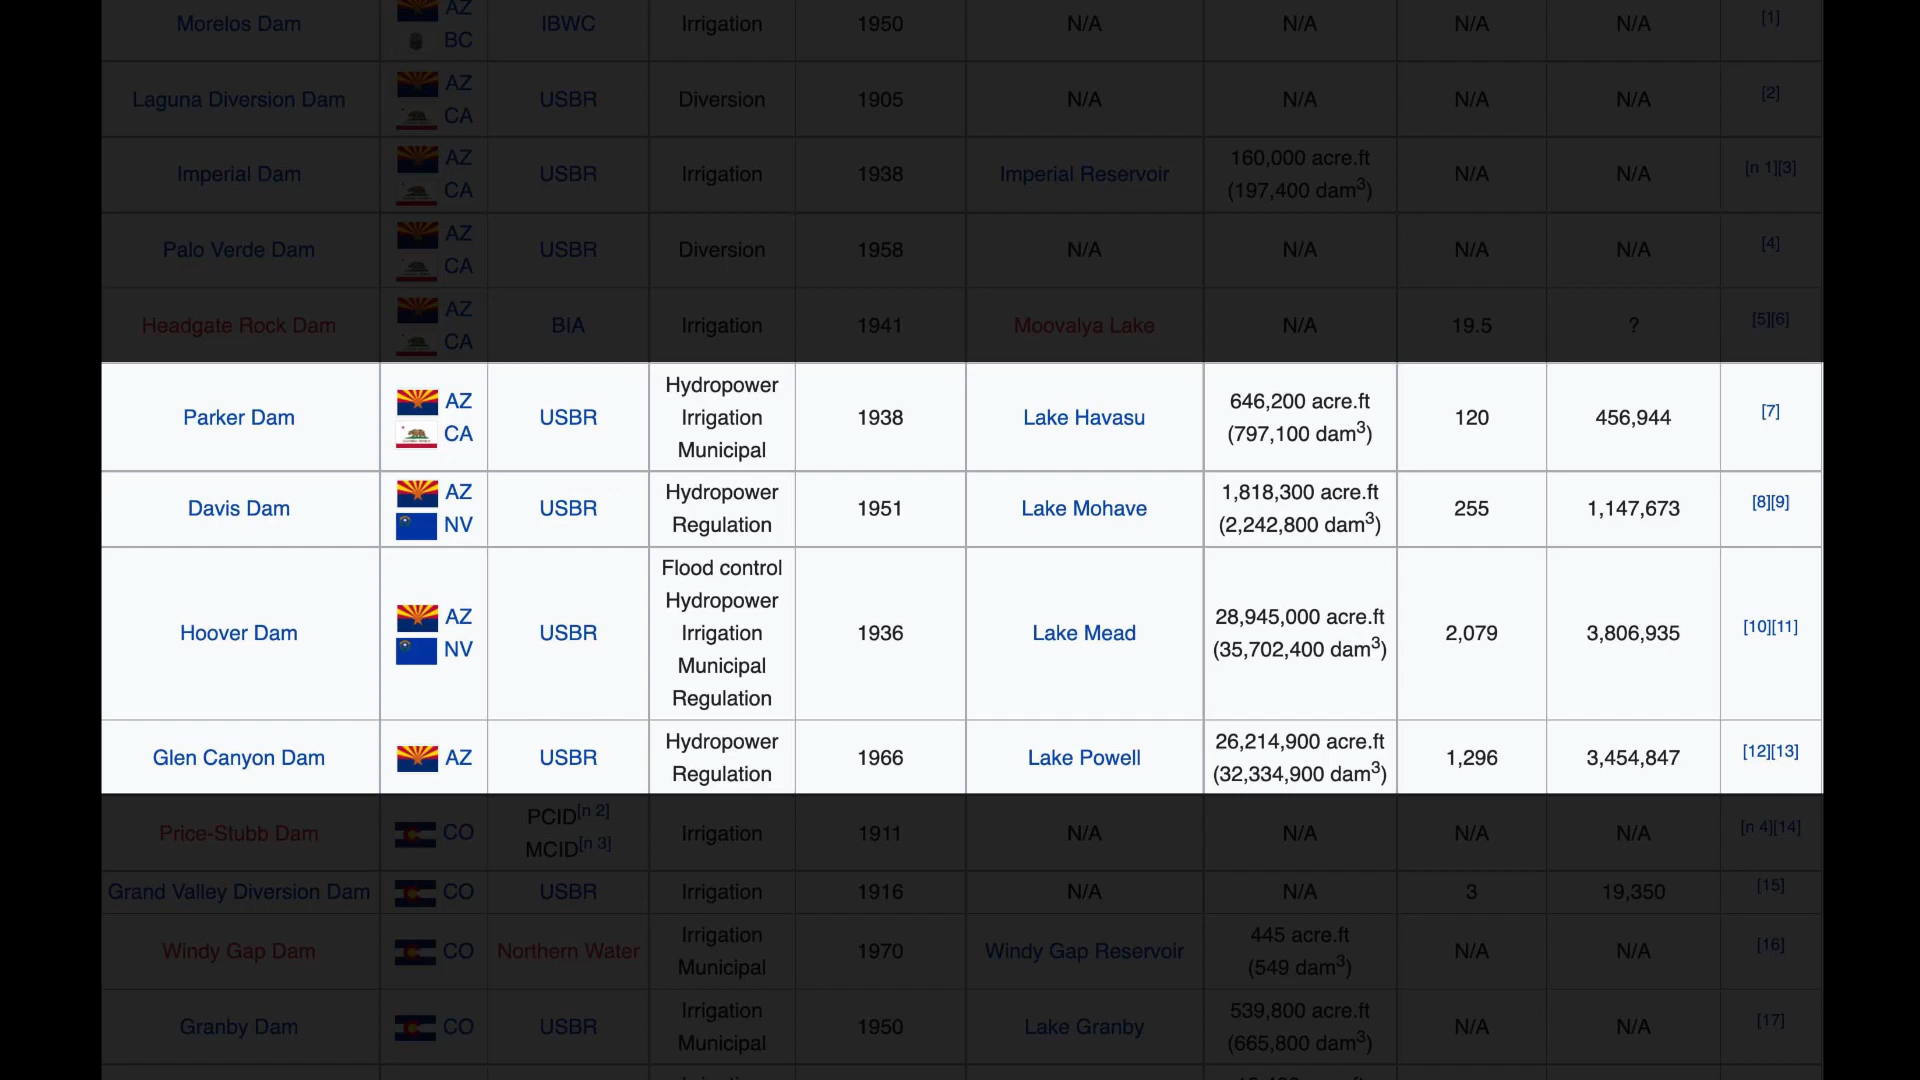 Morelos Dam AZ BC IBWC Irrigation 1950 N/A N/A N/A N/A [1]
Laguna Diversion Dam AZ CA USBR Diversion 1905 N/A N/A N/A N/A [2]
Imperial Dam AZ CA USBR Irrigation 1938 Imperial Reservoir 160,000 acre.ft (197,400 dam³) N/A N/A [n 1][3]
Palo Verde Dam AZ CA USBR Diversion 1958 N/A N/A N/A N/A [4]
Headgate Rock Dam AZ CA BIA Irrigation 1941 Moovalya Lake N/A 19.5 ? [5][6]
Parker Dam AZ CA USBR Hydropower Irrigation Municipal 1938 Lake Havasu 646,200 acre.ft (797,100 dam³) 120 456,944 [7]
Davis Dam AZ NV USBR Hydropower Regulation 1951 Lake Mohave 1,818,300 acre.ft (2,242,800 dam³) 255 1,147,673 [8][9]
Hoover Dam AZ NV USBR Flood control Hydropower Irrigation Municipal Regulation 1936 Lake Mead 28,945,000 acre.ft (35,702,400 dam³) 2,079 3,806,935 [10][11]
Glen Canyon Dam AZ USBR Hydropower Regulation 1966 Lake Powell 26,214,900 acre.ft (32,334,900 dam³) 1,296 3,454,847 [12][13]
Price-Stubb Dam CO PCID[n 2] MCID[n 3] Irrigation 1911 N/A N/A N/A N/A [n 4][14]
Grand Valley Diversion Dam CO USBR Irrigation 1916 N/A N/A 3 19,350 [15]
Windy Gap Dam CO Northern Water Irrigation Municipal 1970 Windy Gap Reservoir 445 acre.ft (549 dam³) N/A N/A [16]
Granby Dam CO USBR Irrigation Municipal 1950 Lake Granby 539,800 acre.ft (665,800 dam³) N/A N/A [17]